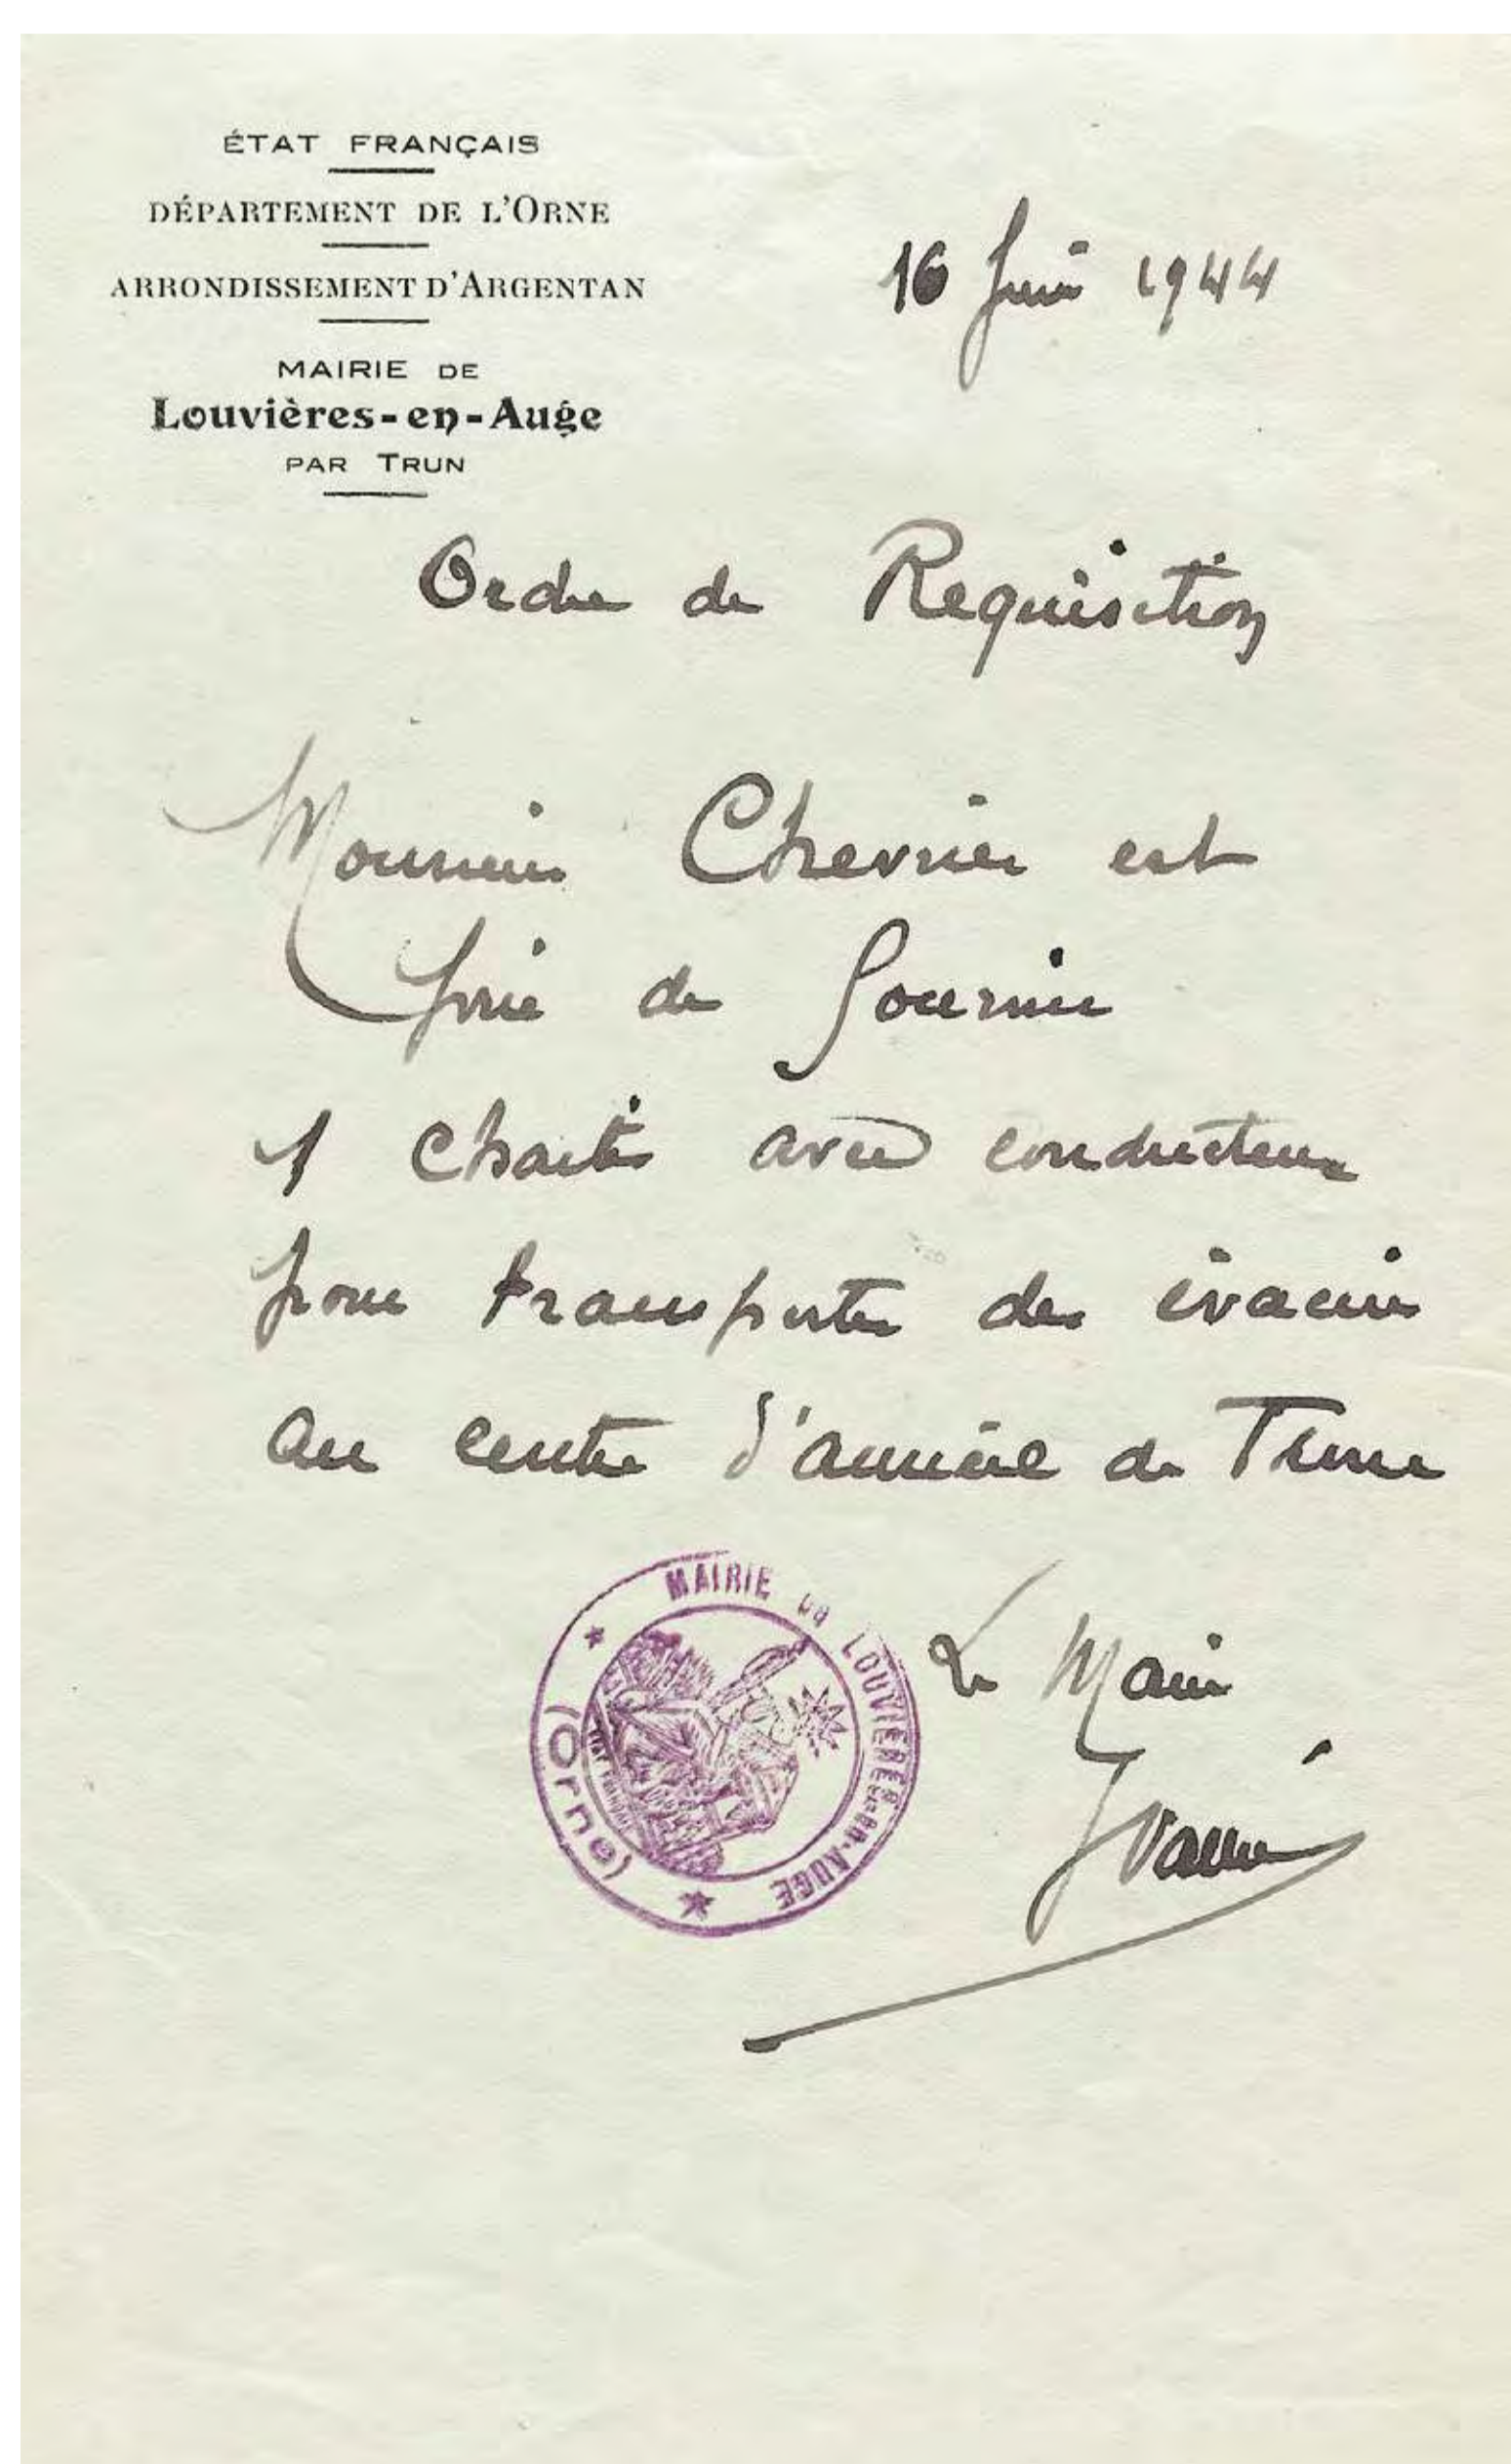 ÉTAT FRANÇAIS
DÉPARTEMENT DE L'ORNE
ARRONDISSEMENT D'ARGENTAN
MAIRIE DE
Louvières-en-Auge
PAR TRUN
16 Juin 1944
Ordre de Requisition
Monsieur Chevrier est
prié de fournir
1 charte avec conducteur
pour transporter des évacués
au centre d'accueil de Trun
MAIRIE DE LOUVIERES-EN-AUGE
(Orne)
Le Maire